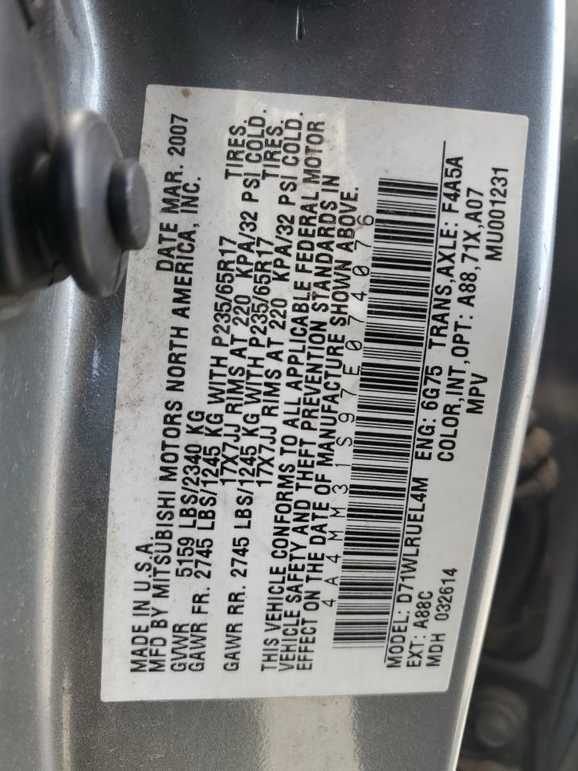 MADE IN U.S.A. DATE MAR. 2007
MFD BY MITSUBISHI MOTORS NORTH AMERICA, INC.
GVWR 5159 LBS/2340 KG
GAWR FR. 2745 LBS/1245 KG WITH P235/65R17 TIRES.
17X7JJ RIMS AT 220 KPA/32 PSI COLD.
GAWR RR. 2745 LBS/1245 KG WITH P235/65R17 TIRES.
17X7JJ RIMS AT 220 KPA/32 PSI COLD.
THIS VEHICLE CONFORMS TO ALL APPLICABLE FEDERAL MOTOR
VEHICLE SAFETY AND THEFT PREVENTION STANDARDS IN
EFFECT ON THE DATE OF MANUFACTURE SHOWN ABOVE.
4A4MM31S97E074076
MODEL: D71WLRUEL4M ENG: 6G75 TRANS,AXLE: F4A5A
EXT: A88C COLOR,INT,OPT: A88,71X,A07
MDH 032614 MPV MU001231